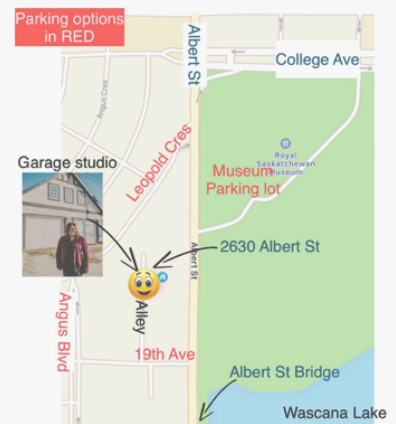 Parking options
in RED
Albert St
College Ave
Angus Cres
Leopold Cres
Royal
Saskatchewan
Museum
Museum
Parking lot
Garage studio
2630 Albert St
Albert St
Alley
Angus Blvd
19th Ave
Albert St Bridge
Wascana Lake